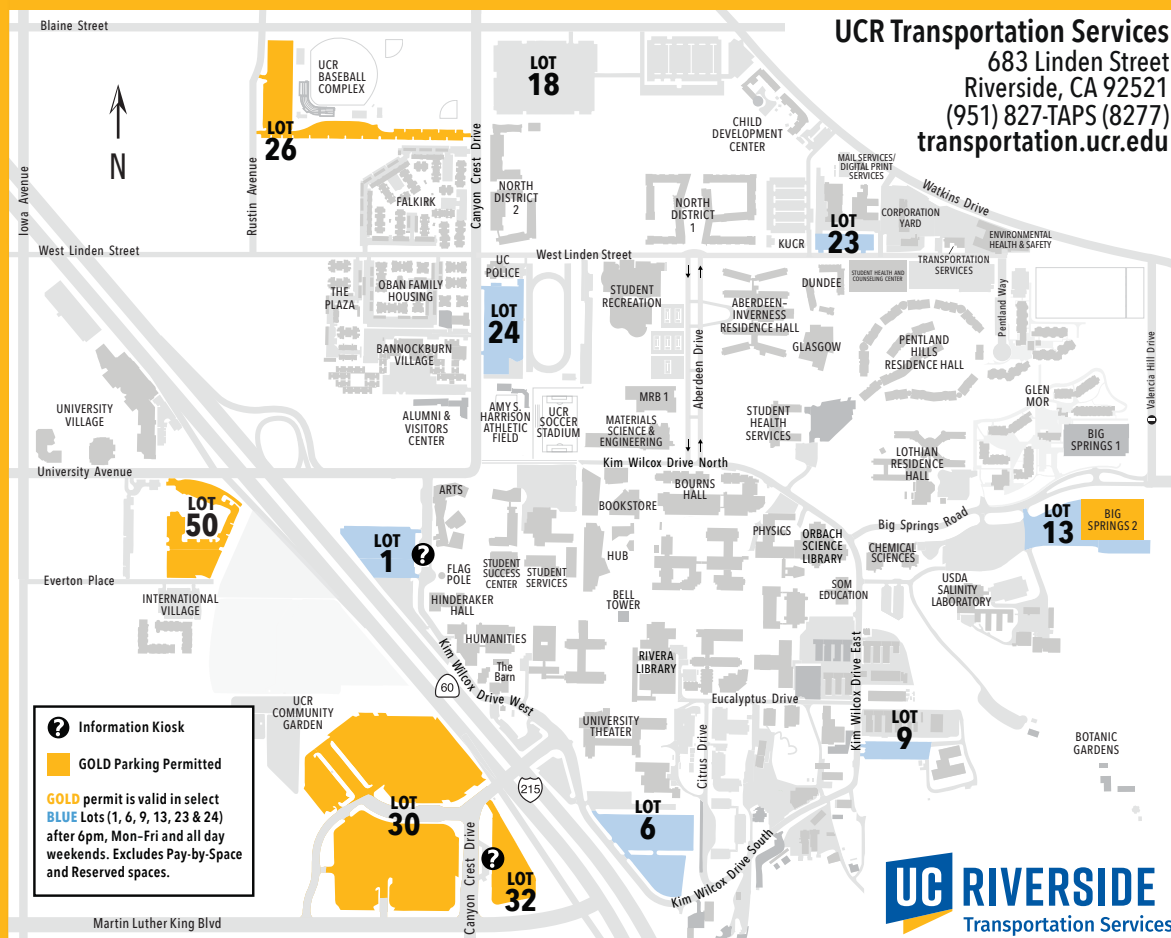 UCR Transportation Services
683 Linden Street
Riverside, CA 92521
(951) 827-TAPS (8277)
transportation.ucr.edu
Blaine Street
N
Iowa Avenue
Rustin Avenue
Canyon Crest Drive
UCR
BASEBALL
COMPLEX
LOT
26
LOT
18
CHILD
DEVELOPMENT
CENTER
MAIL SERVICES/
DIGITAL PRINT
SERVICES
Watkins Drive
FALKIRK
NORTH
DISTRICT
2
NORTH
DISTRICT
1
KUCR
LOT
23
CORPORATION
YARD
ENVIRONMENTAL
HEALTH & SAFETY
TRANSPORTATION
SERVICES
West Linden Street
West Linden Street
UC
POLICE
THE
PLAZA
OBAN FAMILY
HOUSING
LOT
24
STUDENT
RECREATION
ABERDEEN–
INVERNESS
RESIDENCE HALL
DUNDEE
STUDENT HEALTH AND
COUNSELING CENTER
Pentland Way
Valencia Hill Drive
Aberdeen Drive
GLASGOW
PENTLAND
HILLS
RESIDENCE HALL
BANNOCKBURN
VILLAGE
UNIVERSITY
VILLAGE
ALUMNI &
VISITORS
CENTER
AMY S.
HARRISON
ATHLETIC
FIELD
UCR
SOCCER
STADIUM
MRB 1
MATERIALS
SCIENCE &
ENGINEERING
STUDENT
HEALTH
SERVICES
GLEN
MOR
BIG
SPRINGS 1
LOTHIAN
RESIDENCE
HALL
University Avenue
Kim Wilcox Drive North
BOURNS
HALL
ARTS
BOOKSTORE
LOT
50
LOT
1
?
FLAG
POLE
STUDENT
SUCCESS
CENTER
STUDENT
SERVICES
HUB
PHYSICS
ORBACH
SCIENCE
LIBRARY
Big Springs Road
CHEMICAL
SCIENCES
LOT
13
BIG
SPRINGS 2
Everton Place
INTERNATIONAL
VILLAGE
HINDERAKER
HALL
BELL
TOWER
SOM
EDUCATION
USDA
SALINITY
LABORATORY
HUMANITIES
The
Barn
RIVERA
LIBRARY
Kim Wilcox Drive West
60
Kim Wilcox Drive East
Eucalyptus Drive
UCR
COMMUNITY
GARDEN
UNIVERSITY
THEATER
Citrus Drive
LOT
9
BOTANIC
GARDENS
215
LOT
30
LOT
6
Canyon Crest Drive
?
LOT
32
Kim Wilcox Drive South
Martin Luther King Blvd
? Information Kiosk
GOLD Parking Permitted
GOLD permit is valid in select
BLUE Lots (1, 6, 9, 13, 23 & 24)
after 6pm, Mon–Fri and all day
weekends. Excludes Pay-by-Space
and Reserved spaces.
UC RIVERSIDE
Transportation Services